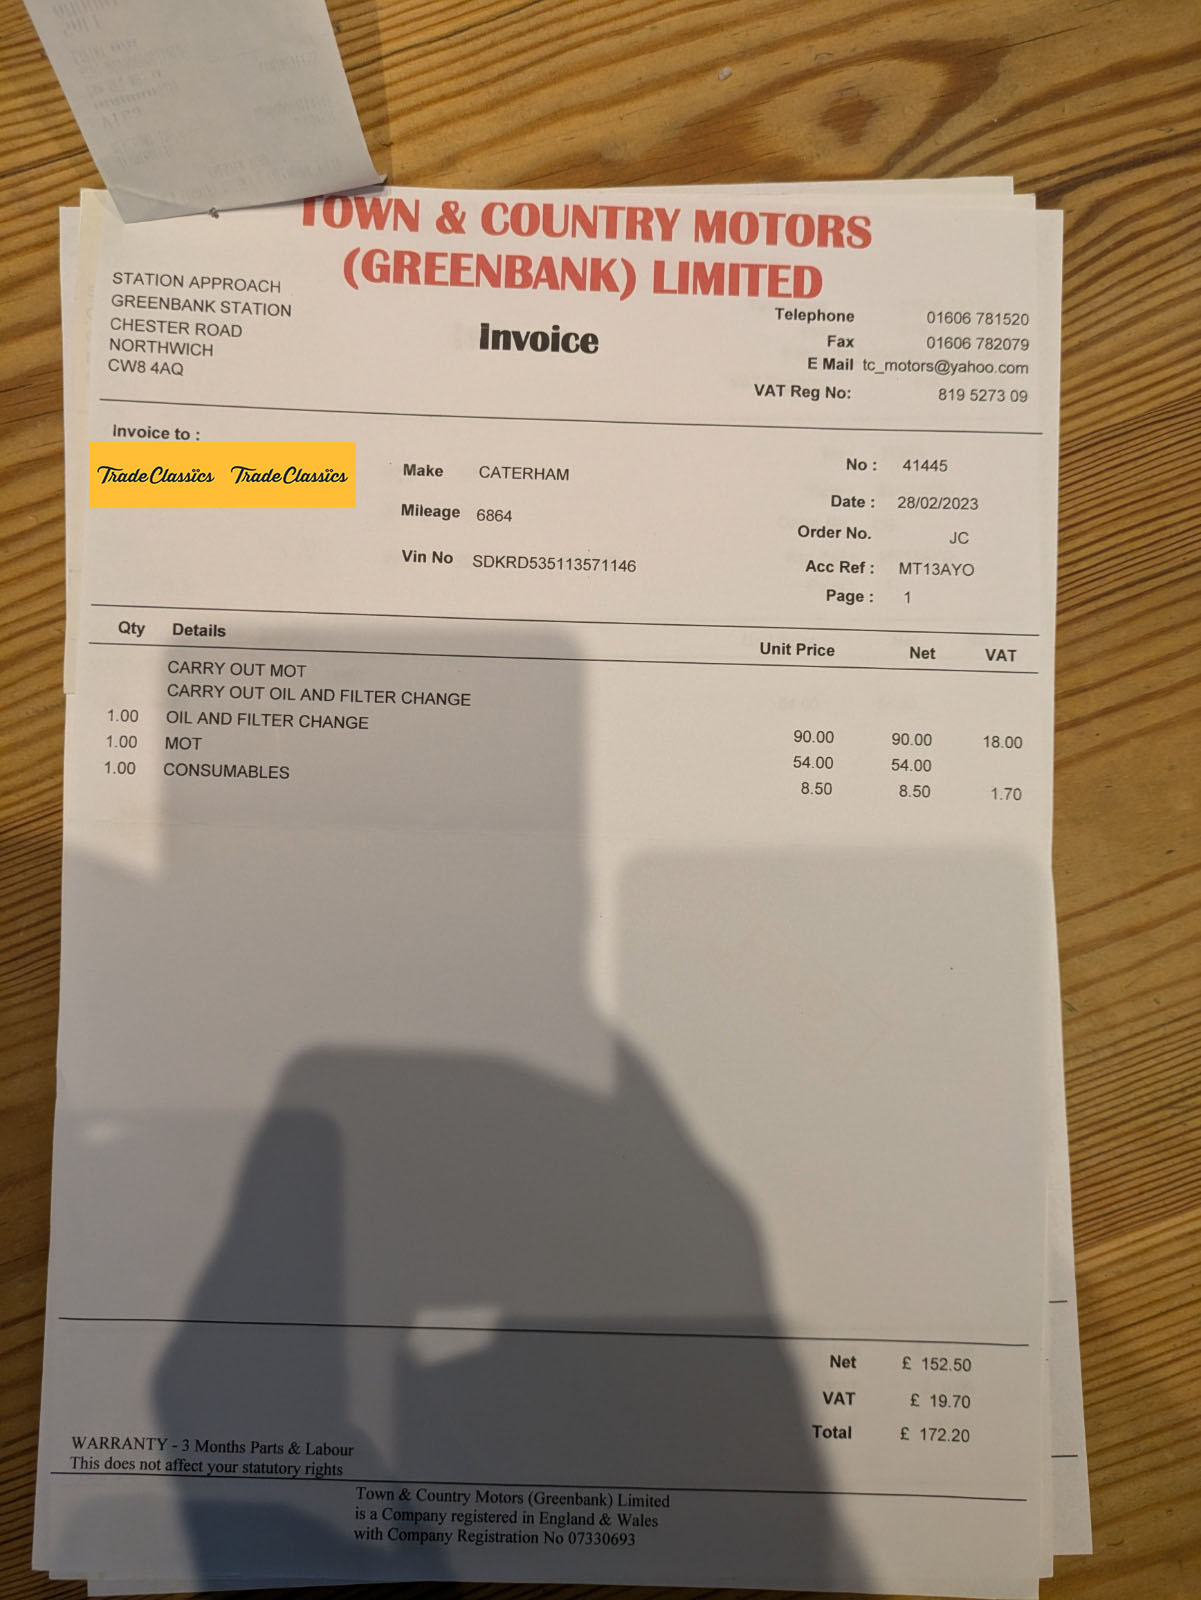 TOWN & COUNTRY MOTORS
(GREENBANK) LIMITED
STATION APPROACH
GREENBANK STATION
CHESTER ROAD
NORTHWICH
CW8 4AQ
Invoice
Telephone 01606 781520
Fax 01606 782079
E Mail tc_motors@yahoo.com
VAT Reg No: 819 5273 09
Invoice to :
Trade Classics Trade Classics
Make CATERHAM
Mileage 6864
Vin No SDKRD535113571146
No : 41445
Date : 28/02/2023
Order No. JC
Acc Ref : MT13AYO
Page : 1
Qty Details Unit Price Net VAT
CARRY OUT MOT
CARRY OUT OIL AND FILTER CHANGE
1.00 OIL AND FILTER CHANGE 90.00 90.00 18.00
1.00 MOT 54.00 54.00
1.00 CONSUMABLES 8.50 8.50 1.70
Net £ 152.50
VAT £ 19.70
Total £ 172.20
WARRANTY - 3 Months Parts & Labour
This does not affect your statutory rights
Town & Country Motors (Greenbank) Limited
is a Company registered in England & Wales
with Company Registration No 07330693